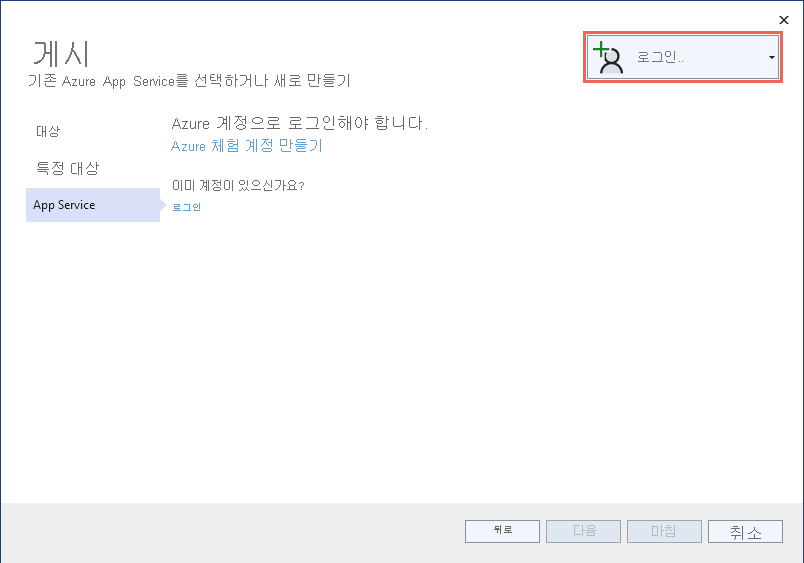 게시
기존 Azure App Service를 선택하거나 새로 만들기
로그인..
대상
특정 대상
App Service
Azure 계정으로 로그인해야 합니다.
Azure 체험 계정 만들기
이미 계정이 있으신가요?
로그인
뒤로
다음
마침
취소